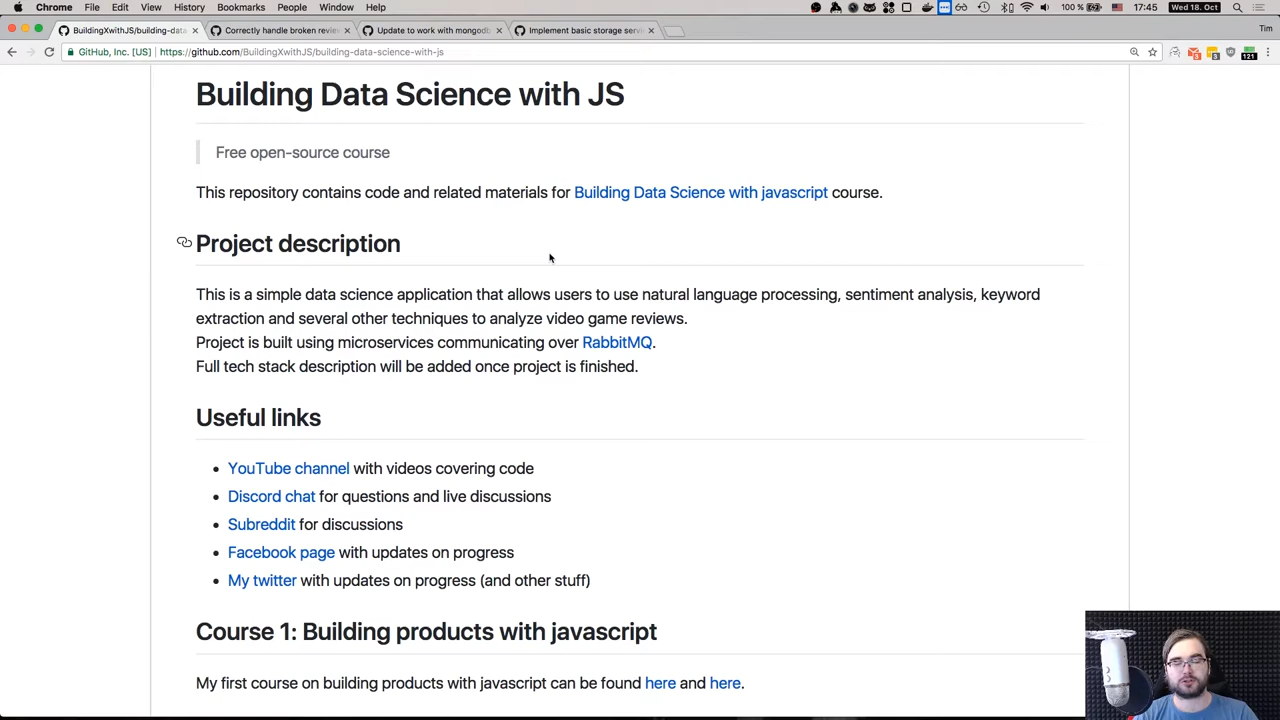 Chrome File Edit View History Bookmarks People Window Help 100 % 17:45 Wed 18. Oct
BuildingXwithJS/building-data- Correctly handle broken revie Update to work with mongodb Implement basic storage servi Tim
GitHub, Inc. [US] https://github.com/BuildingXwithJS/building-data-science-with-js
Building Data Science with JS
Free open-source course
This repository contains code and related materials for Building Data Science with javascript course.
Project description
This is a simple data science application that allows users to use natural language processing, sentiment analysis, keyword
extraction and several other techniques to analyze video game reviews.
Project is built using microservices communicating over RabbitMQ.
Full tech stack description will be added once project is finished.
Useful links
YouTube channel with videos covering code
Discord chat for questions and live discussions
Subreddit for discussions
Facebook page with updates on progress
My twitter with updates on progress (and other stuff)
Course 1: Building products with javascript
My first course on building products with javascript can be found here and here.